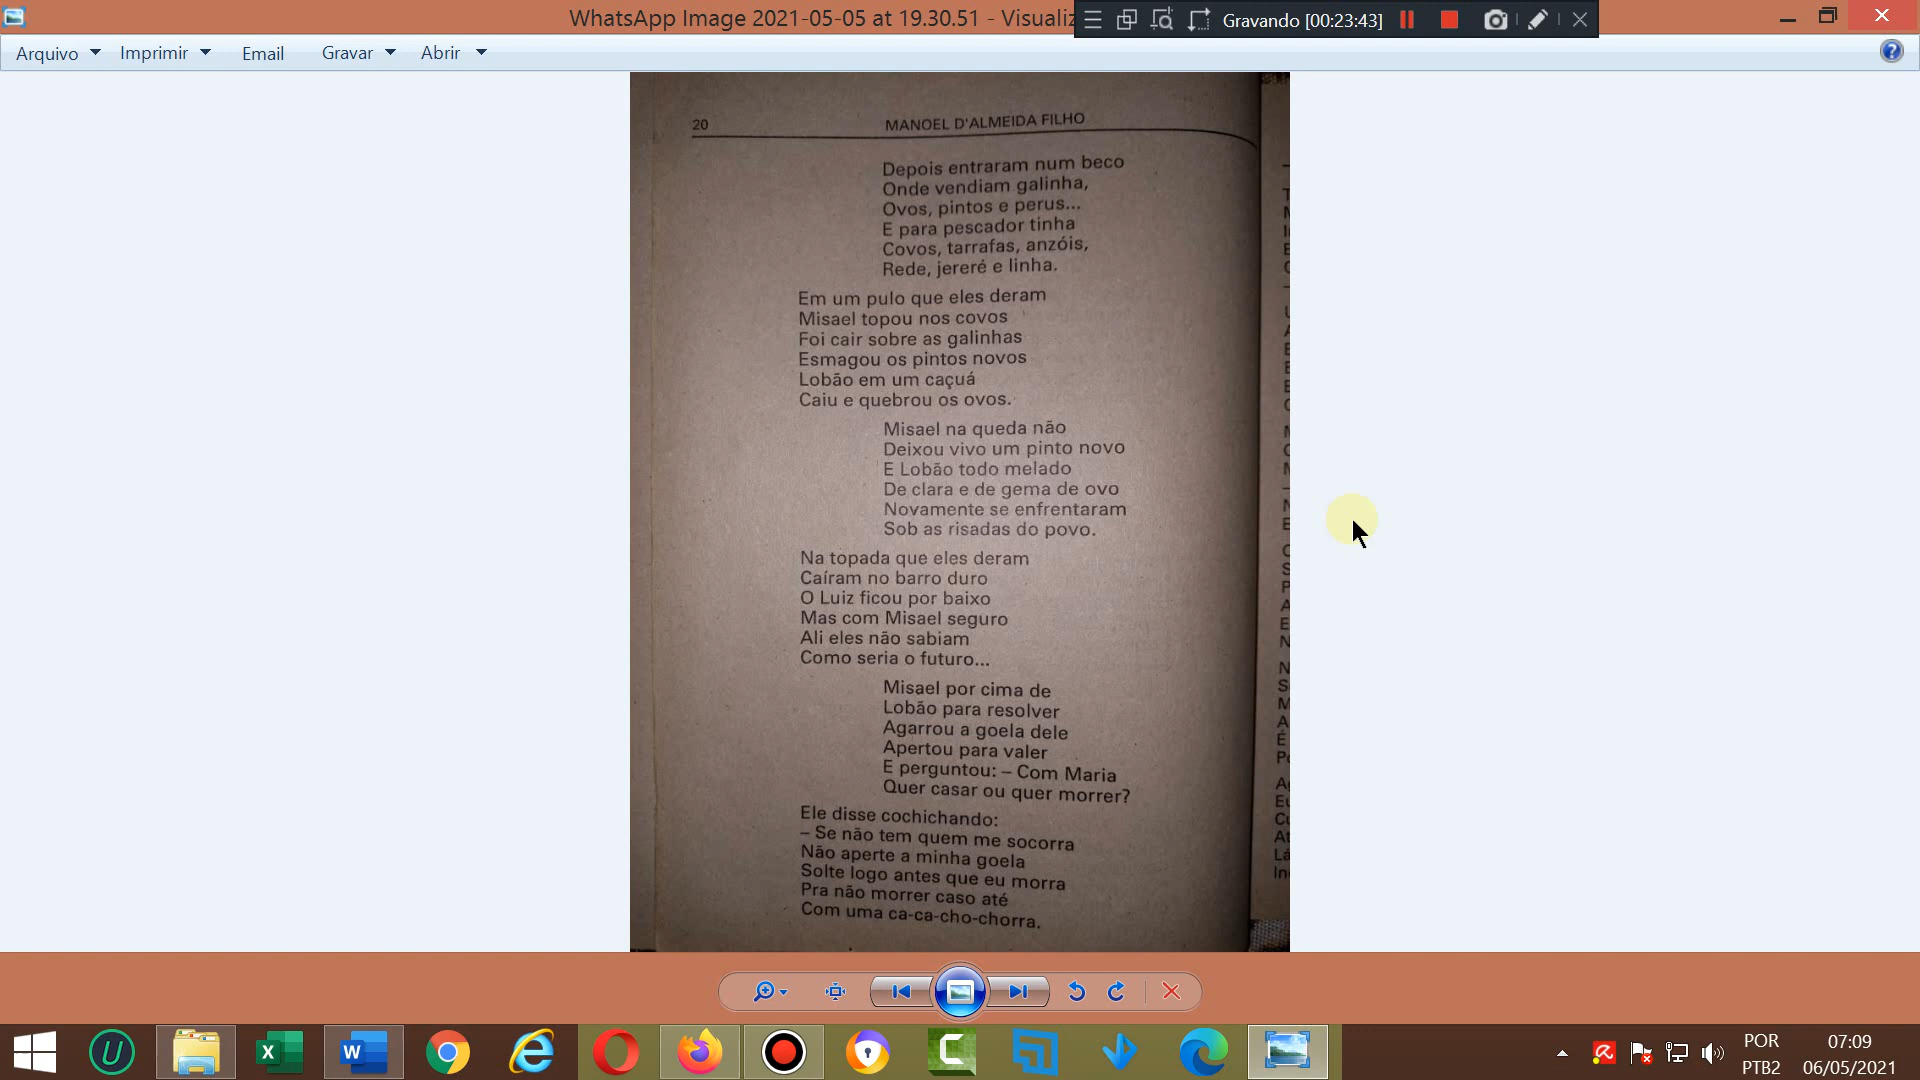 WhatsApp Image 2021-05-05 at 19.30.51 - Visualiz
Gravando [00:23:43]
Arquivo Imprimir Email Gravar Abrir
20 MANOEL D'ALMEIDA FILHO
Depois entraram num beco
Onde vendiam galinha,
Ovos, pintos e perus...
E para pescador tinha
Covos, tarrafas, anzóis,
Rede, jereré e linha.
Em um pulo que eles deram
Misael topou nos covos
Foi cair sobre as galinhas
Esmagou os pintos novos
Lobão em um caçuá
Caiu e quebrou os ovos.
Misael na queda não
Deixou vivo um pinto novo
E Lobão todo melado
De clara e de gema de ovo
Novamente se enfrentaram
Sob as risadas do povo.
Na topada que eles deram
Caíram no barro duro
O Luiz ficou por baixo
Mas com Misael seguro
Ali eles não sabiam
Como seria o futuro...
Misael por cima de
Lobão para resolver
Agarrou a goela dele
Apertou para valer
E perguntou: – Com Maria
Quer casar ou quer morrer?
Ele disse cochichando:
– Se não tem quem me socorra
Não aperte a minha goela
Solte logo antes que eu morra
Pra não morrer caso até
Com uma ca-ca-cho-chorra.
POR 07:09
PTB2 06/05/2021